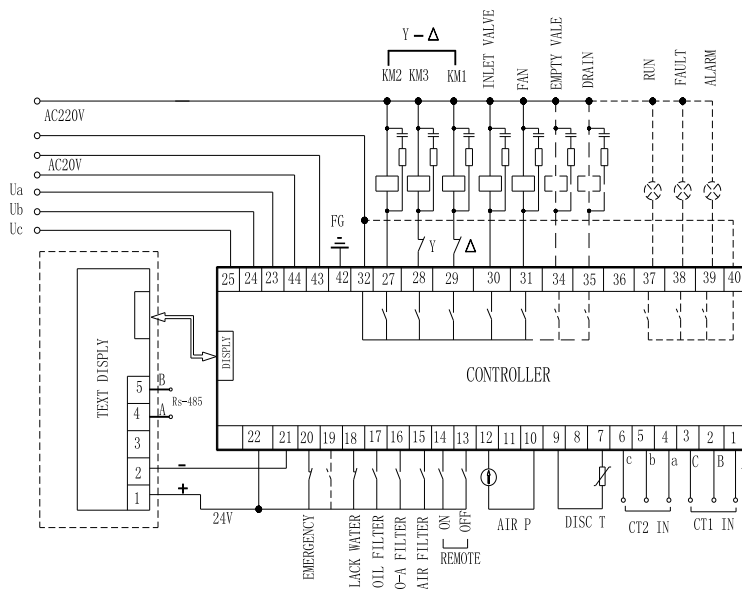 Y - Δ
KM2 KM3 KM1 INLET VALVE FAN EMPTY VALE DRAIN RUN FAULT ALARM
AC220V
AC20V
Ua
Ub
Uc
FG
Y Δ
25 24 23 44 43 42 32 27 28 29 30 31 34 35 36 37 38 39 40
DISPLY
TEXT DISPLY
CONTROLLER
5 B
Rs-485
4 A
3
2 -
1 +
22 21 20 19 18 17 16 15 14 13 12 11 10 9 8 7 6 5 4 3 2 1
c b a C B
24V
EMERGENCY
LACK WATER
OIL FILTER
O-A FILTER
AIR FILTER
ON
OFF
REMOTE
AIR P
DISC T
CT2 IN
CT1 IN